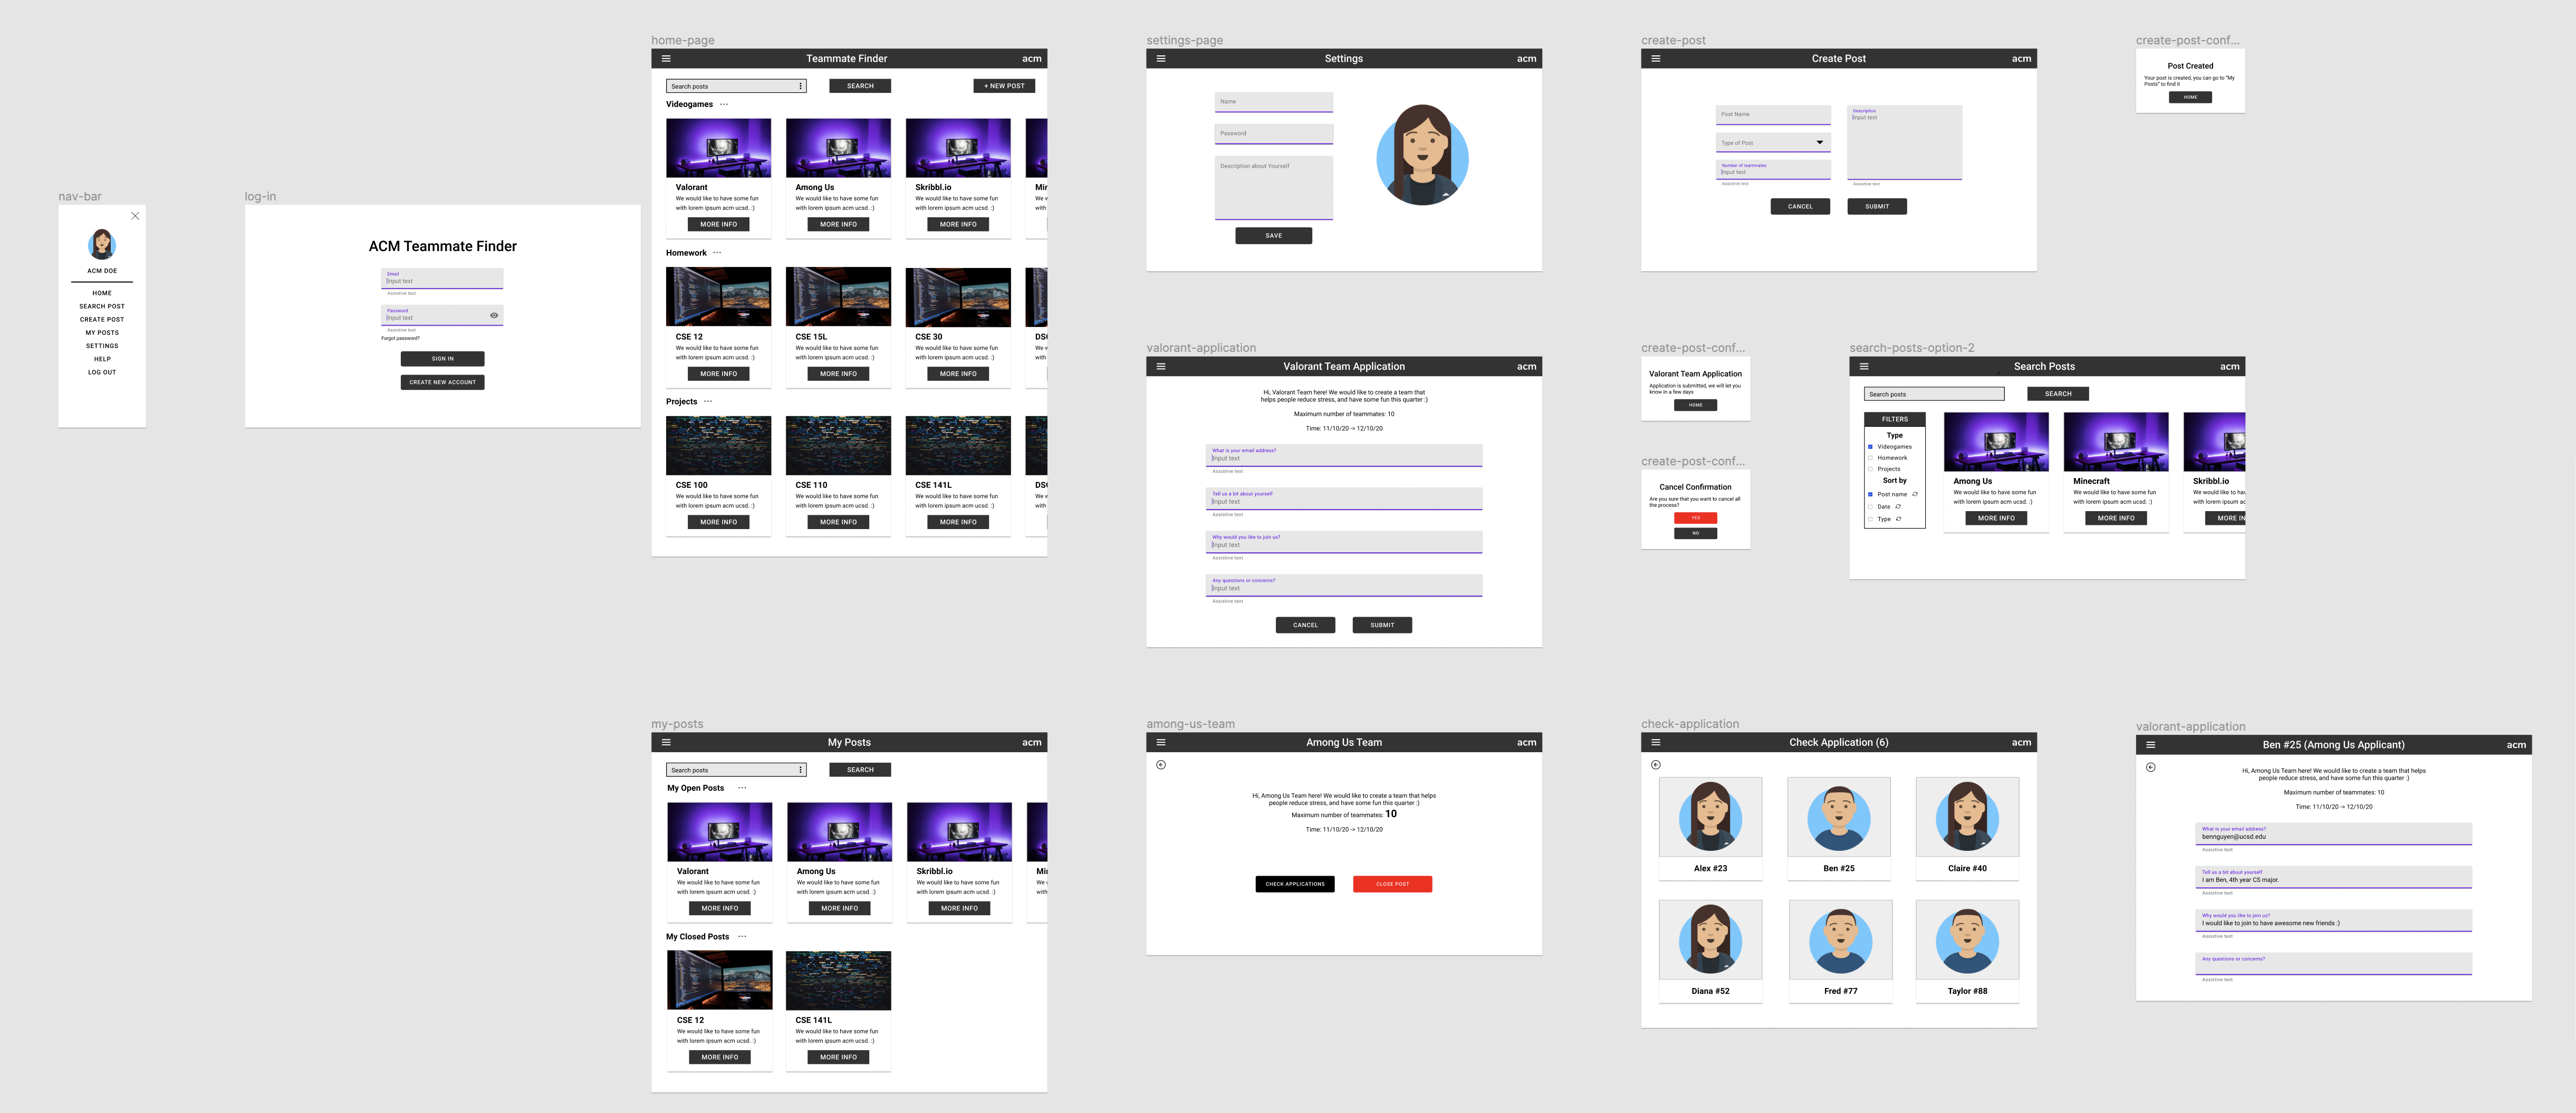 nav-bar
ACM DOE
HOME
SEARCH POST
CREATE POST
MY POSTS
SETTINGS
HELP
LOG OUT
log-in
ACM Teammate Finder
Email
Input text
Assistive text
Password
Input text
Assistive text
Forgot password?
SIGN IN
CREATE NEW ACCOUNT
home-page
Teammate Finder
acm
Search posts
SEARCH
+ NEW POST
Videogames
Valorant
We would like to have some fun
with lorem ipsum acm ucsd. :)
MORE INFO
Among Us
We would like to have some fun
with lorem ipsum acm ucsd. :)
MORE INFO
Skribbl.io
We would like to have some fun
with lorem ipsum acm ucsd. :)
MORE INFO
Mir
We w
with l
Homework
CSE 12
We would like to have some fun
with lorem ipsum acm ucsd. :)
MORE INFO
CSE 15L
We would like to have some fun
with lorem ipsum acm ucsd. :)
MORE INFO
CSE 30
We would like to have some fun
with lorem ipsum acm ucsd. :)
MORE INFO
DS
We w
with l
Projects
CSE 100
We would like to have some fun
with lorem ipsum acm ucsd. :)
MORE INFO
CSE 110
We would like to have some fun
with lorem ipsum acm ucsd. :)
MORE INFO
CSE 141L
We would like to have some fun
with lorem ipsum acm ucsd. :)
MORE INFO
DS
We w
with l
settings-page
Settings
acm
Name
Password
Description about Yourself
SAVE
create-post
Create Post
acm
Post Name
Type of Post
Number of teammates
Input text
Assistive text
Description
Input text
Assistive text
CANCEL
SUBMIT
create-post-conf...
Post Created
Your post is created, you can go to "My
Posts" to find it
HOME
valorant-application
Valorant Team Application
acm
Hi, Valorant Team here! We would like to create a team that
helps people reduce stress, and have some fun this quarter :)
Maximum number of teammates: 10
Time: 11/10/20 -> 12/10/20
What is your email address?
Input text
Assistive text
Tell us a bit about yourself
Input text
Assistive text
Why would you like to join us?
Input text
Assistive text
Any questions or concerns?
Input text
Assistive text
CANCEL
SUBMIT
create-post-conf...
Valorant Team Application
Application is submitted, we will let you
know in a few days
HOME
create-post-conf...
Cancel Confirmation
Are you sure that you want to cancel all
the process?
YES
NO
search-posts-option-2
Search Posts
acm
Search posts
SEARCH
FILTERS
Type
Videogames
Homework
Projects
Sort by
Post name
Date
Type
Among Us
We would like to have some fun
with lorem ipsum acm ucsd. :)
MORE INFO
Minecraft
We would like to have some fun
with lorem ipsum acm ucsd. :)
MORE INFO
Skribbl.io
We would like to hav
with lorem ipsum ac
MORE IN
my-posts
My Posts
acm
Search posts
SEARCH
My Open Posts
Valorant
We would like to have some fun
with lorem ipsum acm ucsd. :)
MORE INFO
Among Us
We would like to have some fun
with lorem ipsum acm ucsd. :)
MORE INFO
Skribbl.io
We would like to have some fun
with lorem ipsum acm ucsd. :)
MORE INFO
Mi
We w
with l
My Closed Posts
CSE 12
We would like to have some fun
with lorem ipsum acm ucsd. :)
MORE INFO
CSE 141L
We would like to have some fun
with lorem ipsum acm ucsd. :)
MORE INFO
among-us-team
Among Us Team
acm
Hi, Among Us Team here! We would like to create a team that helps
people reduce stress, and have some fun this quarter :)
Maximum number of teammates: 10
Time: 11/10/20 -> 12/10/20
CHECK APPLICATIONS
CLOSE POST
check-application
Check Application (6)
acm
Alex #23
Ben #25
Claire #40
Diana #52
Fred #77
Taylor #88
valorant-application
Ben #25 (Among Us Applicant)
acm
Hi, Among Us Team here! We would like to create a team that helps
people reduce stress, and have some fun this quarter :)
Maximum number of teammates: 10
Time: 11/10/20 -> 12/10/20
What is your email address?
bennguyen@ucsd.edu
Assistive text
Tell us a bit about yourself
I am Ben, 4th year CS major.
Assistive text
Why would you like to join us?
I would like to join to have awesome new friends :)
Assistive text
Any questions or concerns?
Assistive text